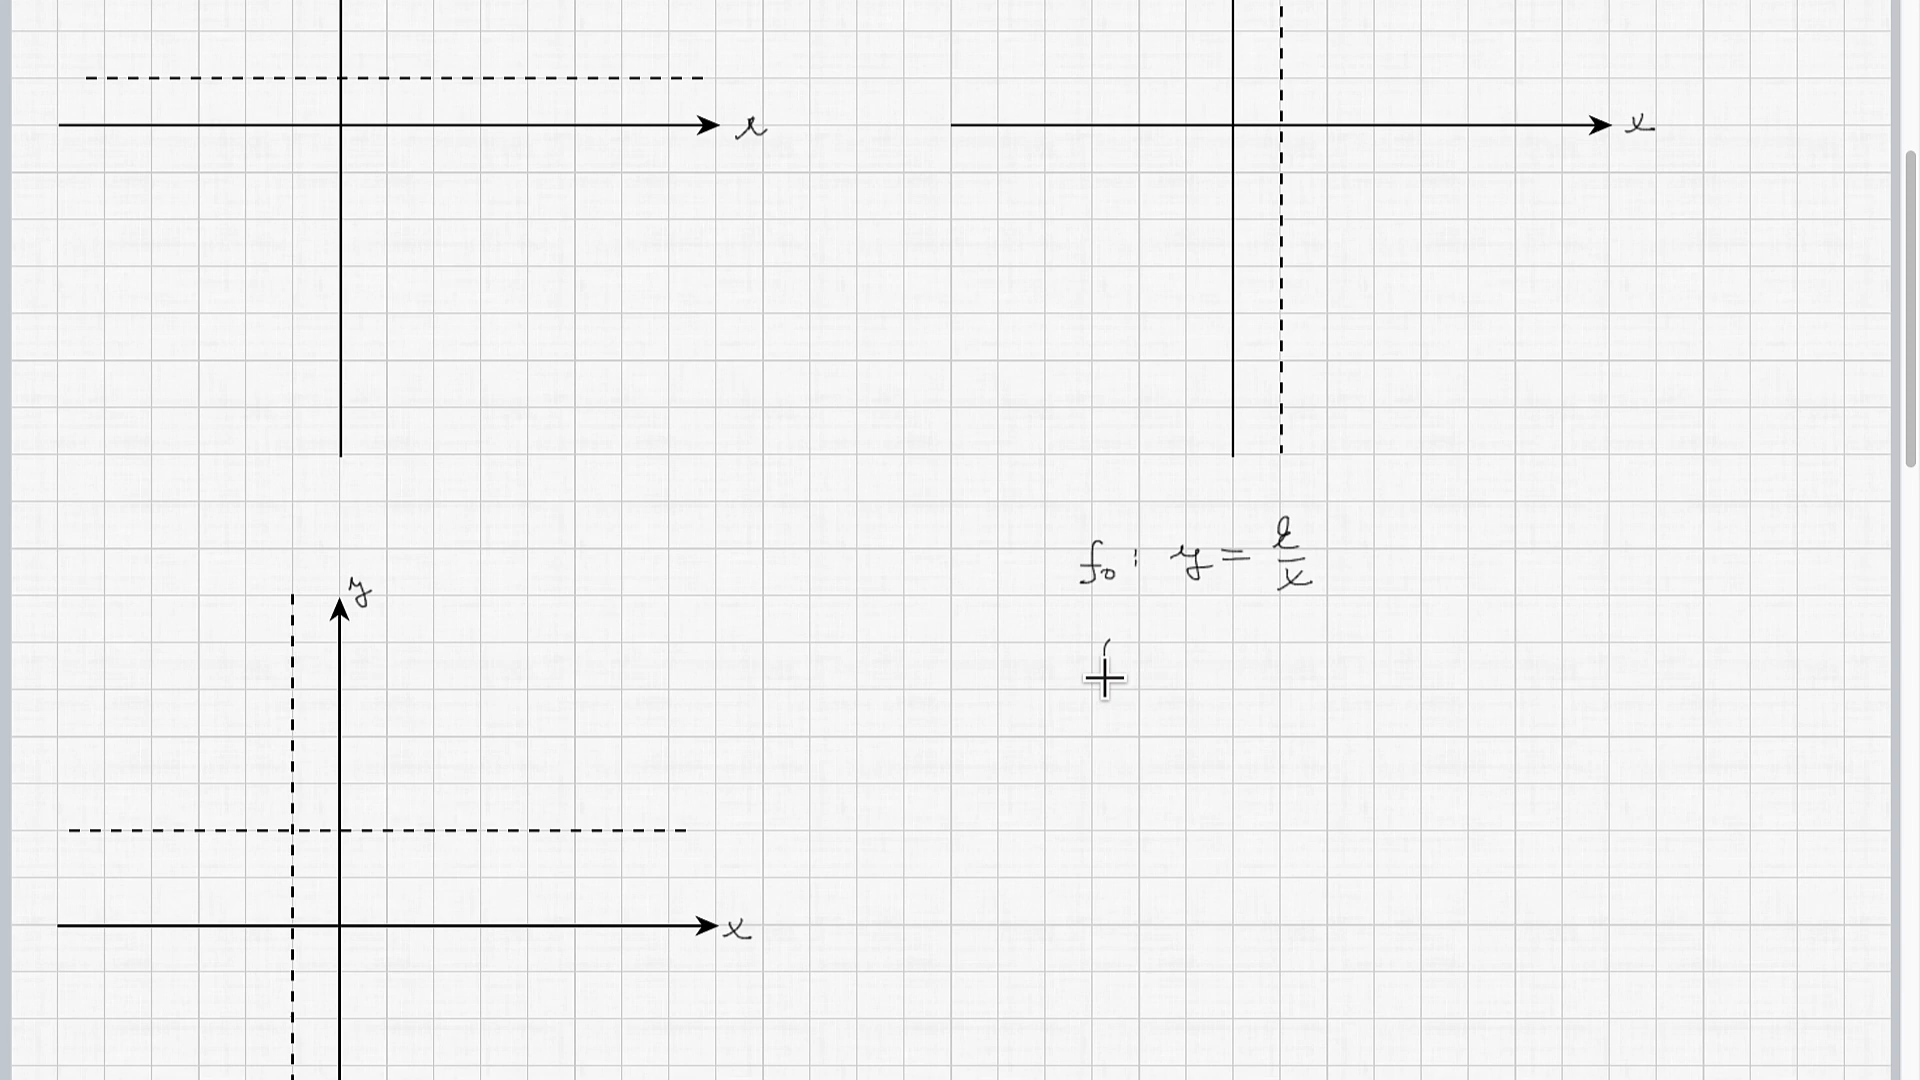 x
x
f₀: y = k/x
y
x